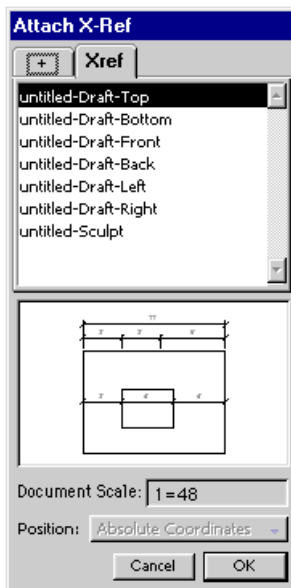 Attach X-Ref
+ Xref
untitled-Draft-Top
untitled-Draft-Bottom
untitled-Draft-Front
untitled-Draft-Back
untitled-Draft-Left
untitled-Draft-Right
untitled-Sculpt
Document Scale: 1=48
Position: Absolute Coordinates
Cancel OK